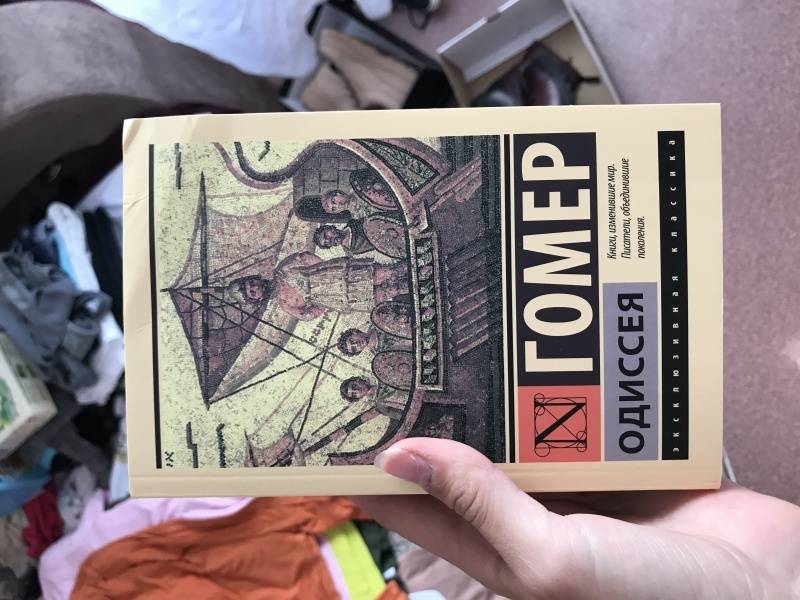 ГОМЕР
ОДИССЕЯ
Книги, изменившие мир.
Писатели, объединившие
поколения.
эксклюзивная классика